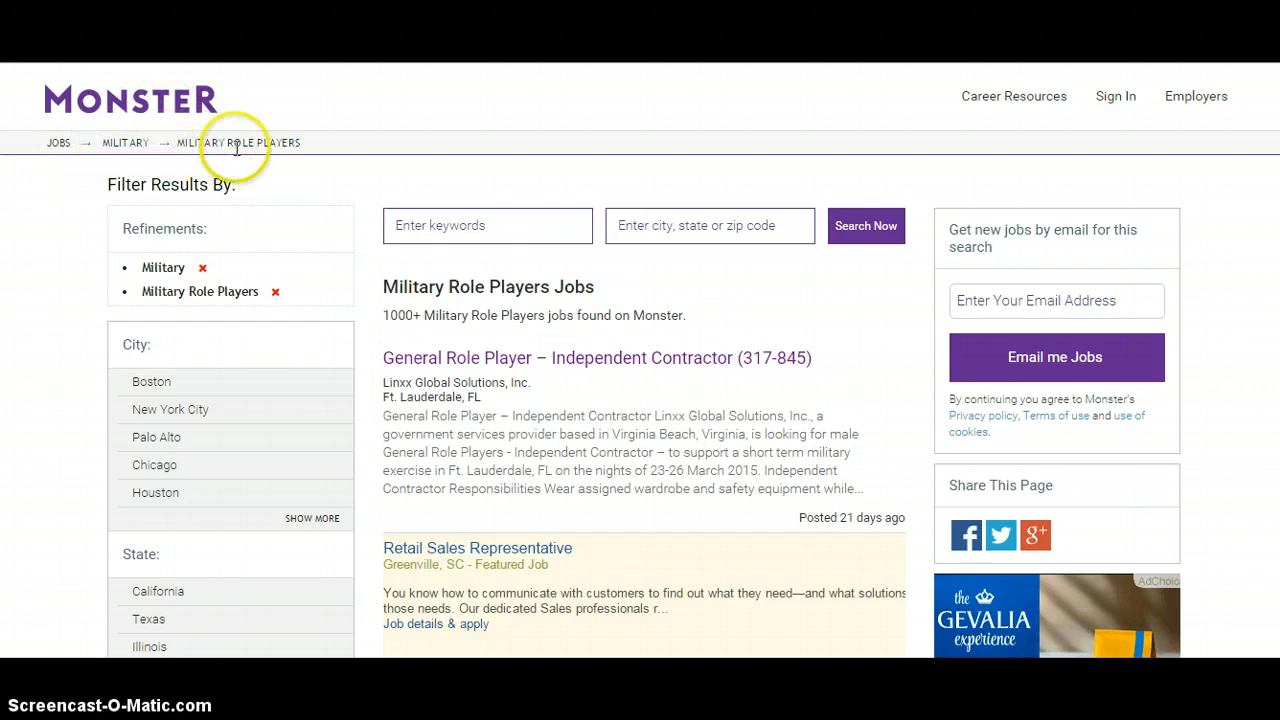 MONSTER
Career Resources Sign In Employers
JOBS → MILITARY → MILITARY ROLE PLAYERS
Filter Results By:
Refinements:
• Military ×
• Military Role Players ×
City:
Boston
New York City
Palo Alto
Chicago
Houston
SHOW MORE
State:
California
Texas
Illinois
Enter keywords
Enter city, state or zip code
Search Now
Military Role Players Jobs
1000+ Military Role Players jobs found on Monster.
General Role Player – Independent Contractor (317-845)
Linxx Global Solutions, Inc.
Ft. Lauderdale, FL
General Role Player – Independent Contractor Linxx Global Solutions, Inc., a
government services provider based in Virginia Beach, Virginia, is looking for male
General Role Players - Independent Contractor – to support a short term military
exercise in Ft. Lauderdale, FL on the nights of 23-26 March 2015. Independent
Contractor Responsibilities Wear assigned wardrobe and safety equipment while...
Posted 21 days ago
Retail Sales Representative
Greenville, SC - Featured Job
You know how to communicate with customers to find out what they need—and what solutions
those needs. Our dedicated Sales professionals r...
Job details & apply
Get new jobs by email for this
search
Enter Your Email Address
Email me Jobs
By continuing you agree to Monster's
Privacy policy, Terms of use and use of
cookies.
Share This Page
f
g+
AdChoic
the
GEVALIA
experience
Screencast-O-Matic.com